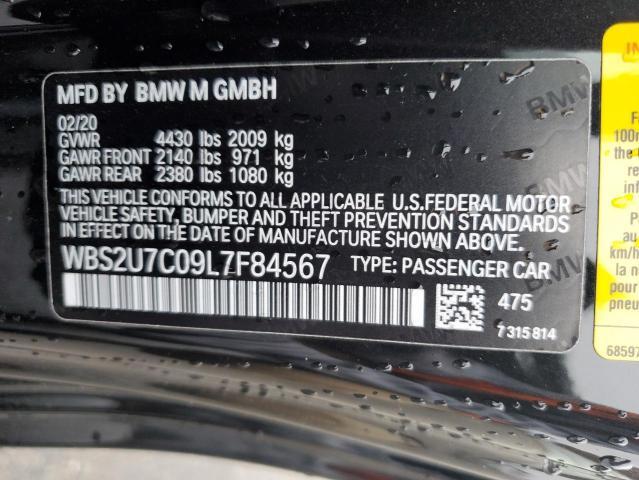 MFD BY BMW M GMBH
02/20
GVWR 4430 lbs 2009 kg
GAWR FRONT 2140 lbs 971 kg
GAWR REAR 2380 lbs 1080 kg
THIS VEHICLE CONFORMS TO ALL APPLICABLE U.S.FEDERAL MOTOR
VEHICLE SAFETY, BUMPER AND THEFT PREVENTION STANDARDS
IN EFFECT ON THE DATE OF MANUFACTURE SHOWN ABOVE.
WBS2U7C09L7F84567 TYPE: PASSENGER CAR
475
7 315 814